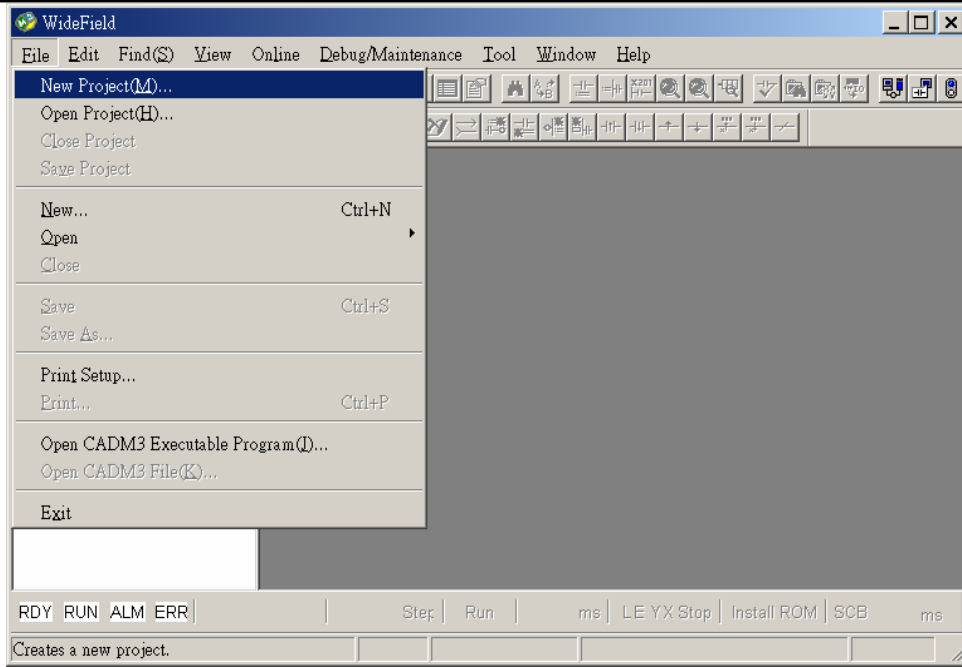 WideField
File Edit Find(S) View Online Debug/Maintenance Tool Window Help
New Project(M)...
Open Project(H)...
Close Project
Save Project
New... Ctrl+N
Open
Close
Save Ctrl+S
Save As...
Print Setup...
Print... Ctrl+P
Open CADM3 Executable Program(J)...
Open CADM3 File(K)...
Exit
RDY RUN ALM ERR Step Run ms LE YX Stop Install ROM SCB ms
Creates a new project.